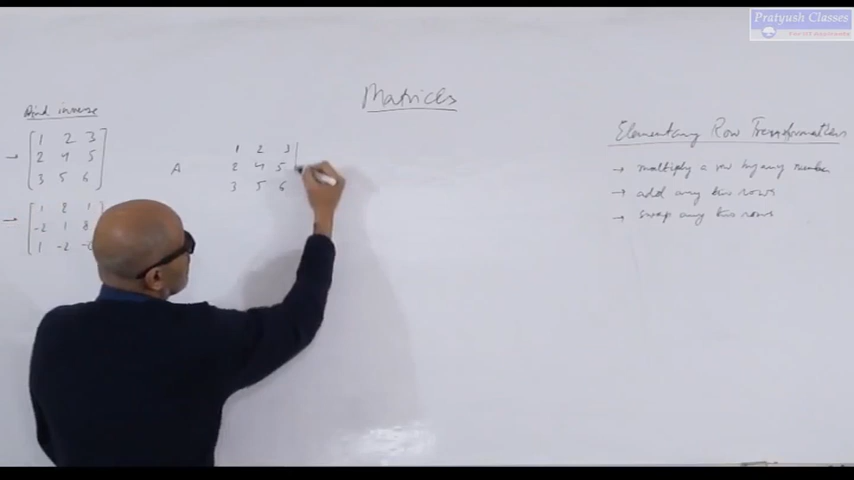 Pratyush Classes
Matrices
Find inverse
1 2 3
2 4 5
3 5 6
1 2 1
-2 1 8
1 -2
A
1 2 3
2 4 5
3 5 6
Elementary Row Transformations
→ multiply a row by any number
→ add any two rows
→ swap any two rows